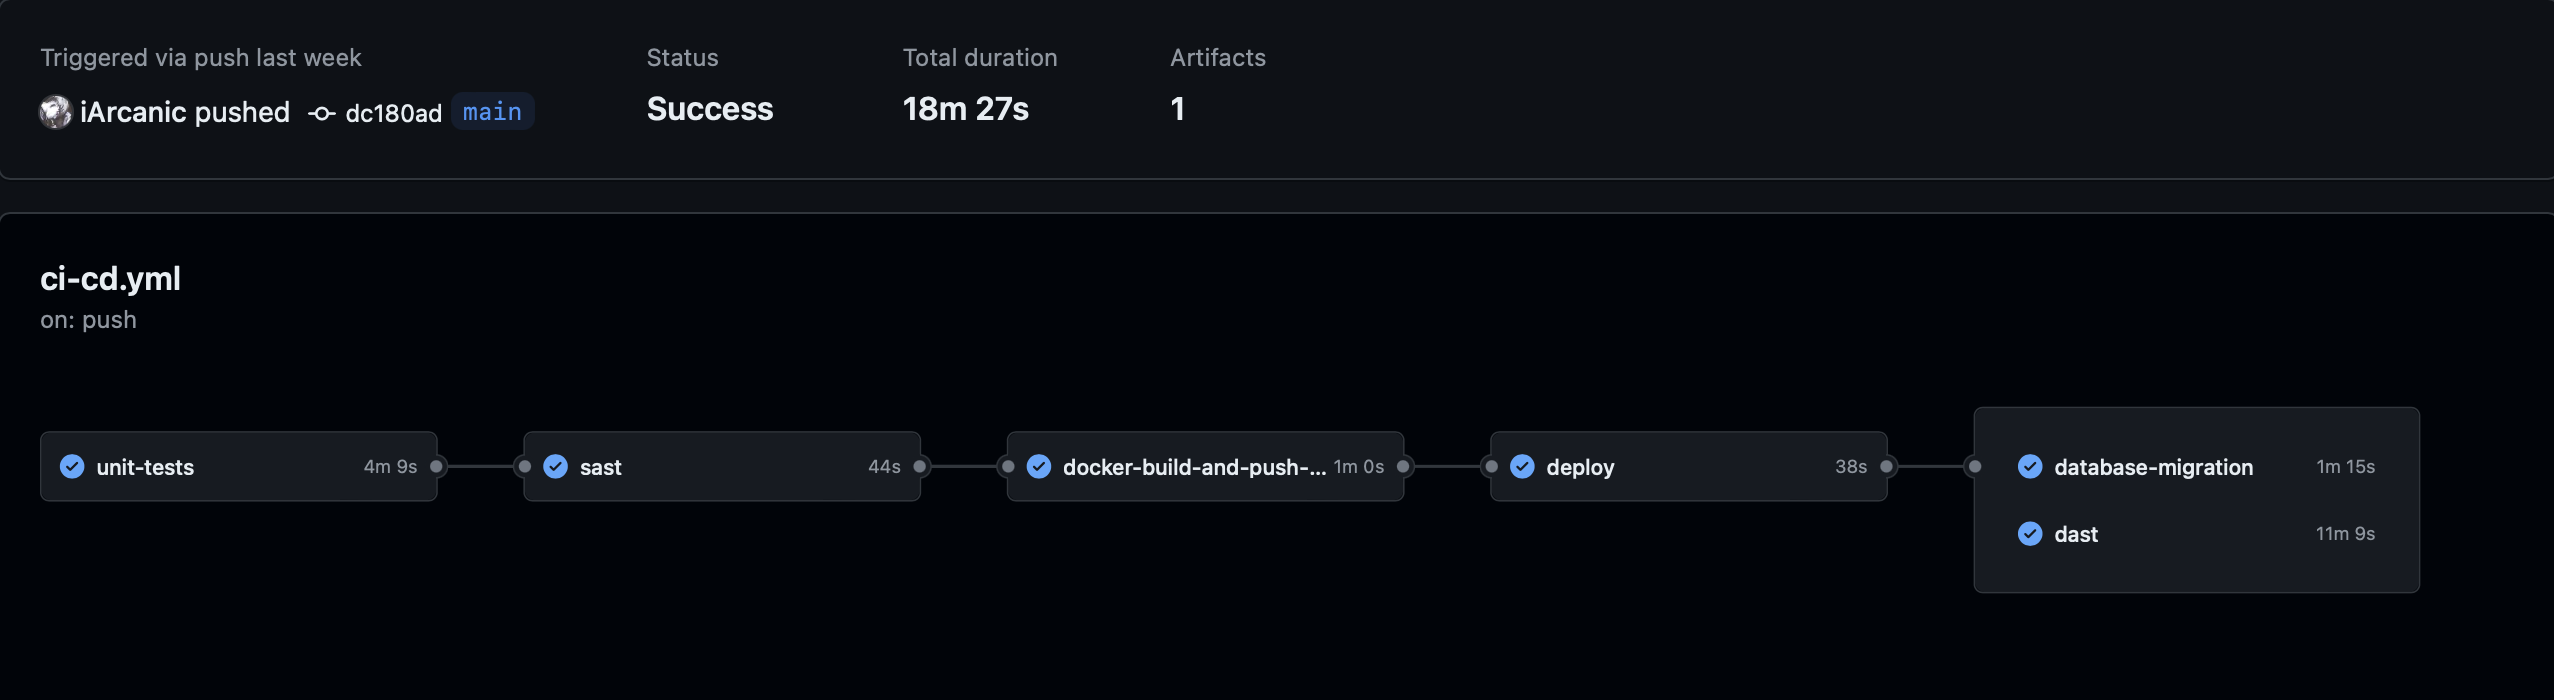 Triggered via push last week
iArcanic pushed dc180ad main
Status
Success
Total duration
18m 27s
Artifacts
1
ci-cd.yml
on: push
unit-tests 4m 9s
sast 44s
docker-build-and-push-... 1m 0s
deploy 38s
database-migration 1m 15s
dast 11m 9s